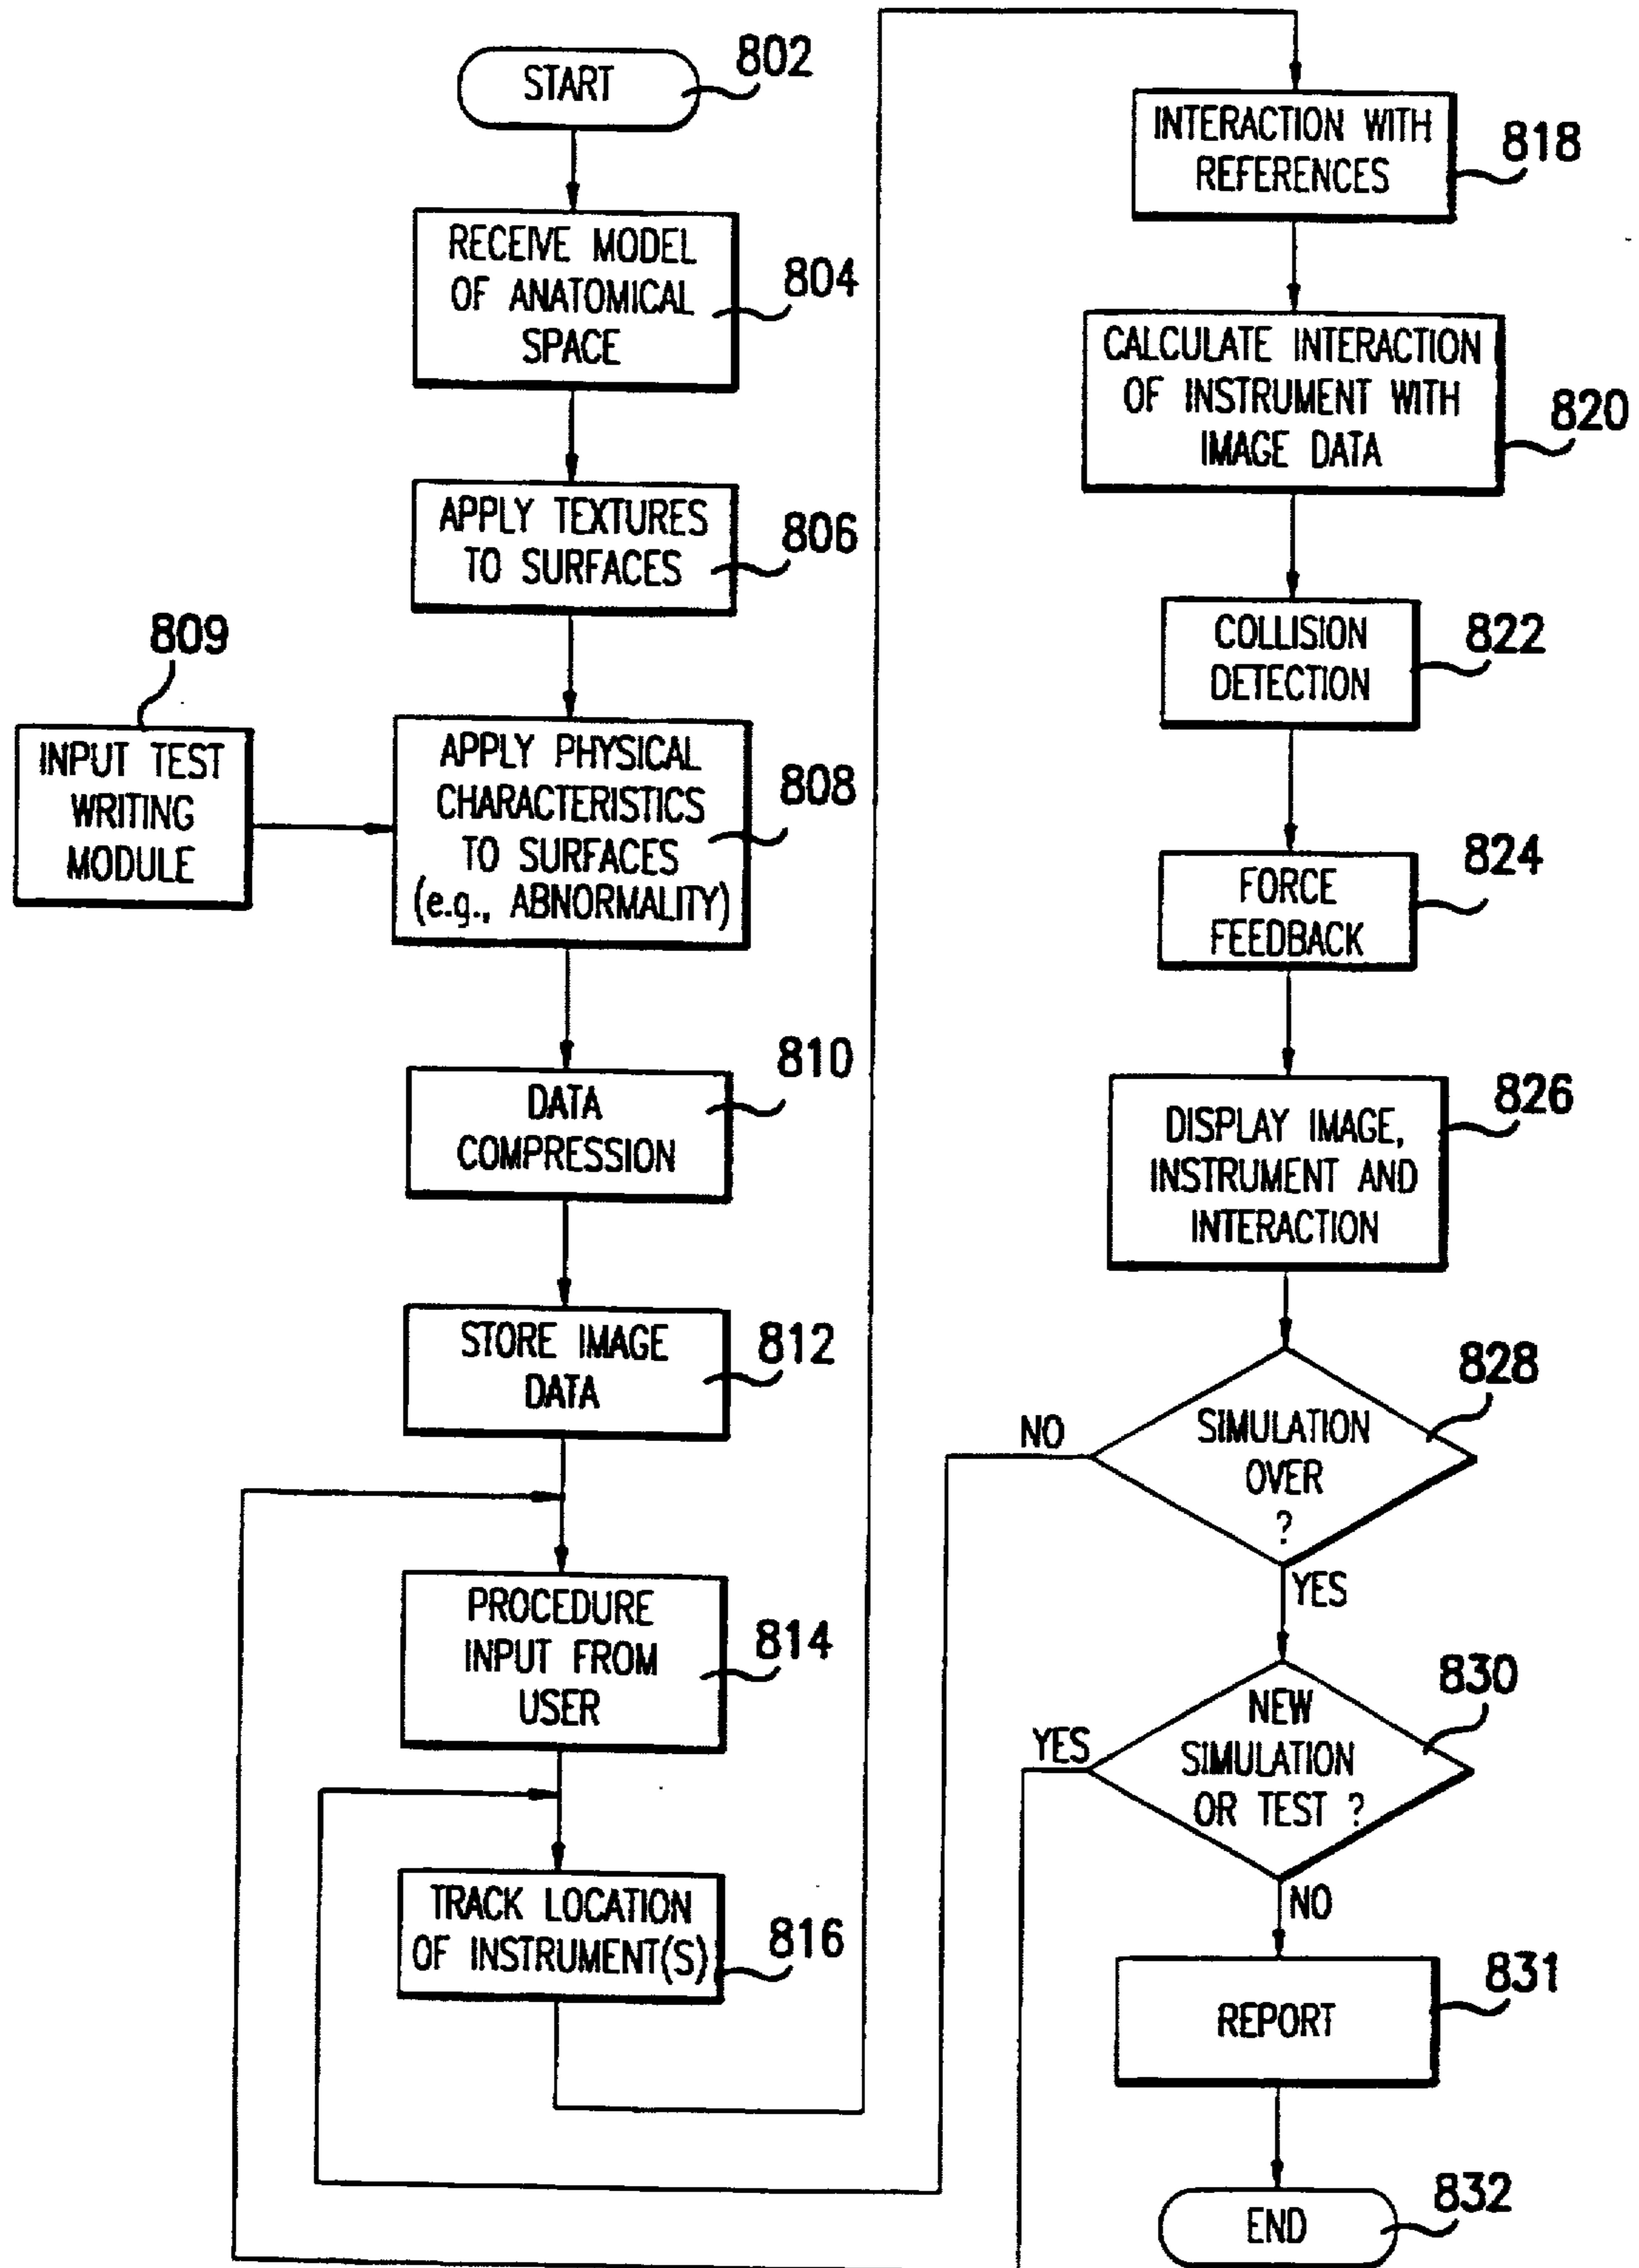 START
802
RECEIVE MODEL
OF ANATOMICAL
SPACE
804
APPLY TEXTURES
TO SURFACES
806
809
INPUT TEST
WRITING
MODULE
APPLY PHYSICAL
CHARACTERISTICS
TO SURFACES
(e.g., ABNORMALITY)
808
DATA
COMPRESSION
810
STORE IMAGE
DATA
812
PROCEDURE
INPUT FROM
USER
814
TRACK LOCATION
OF INSTRUMENT(S)
816
INTERACTION WITH
REFERENCES
818
CALCULATE INTERACTION
OF INSTRUMENT WITH
IMAGE DATA
820
COLLISION
DETECTION
822
FORCE
FEEDBACK
824
DISPLAY IMAGE,
INSTRUMENT AND
INTERACTION
826
SIMULATION
OVER
?
828
NO
YES
NEW
SIMULATION
OR TEST ?
830
YES
NO
REPORT
831
END
832